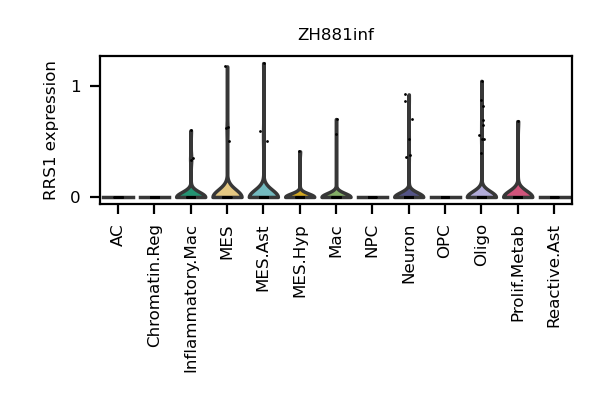 ZH881inf
RRS1 expression
1
0
AC
Chromatin.Reg
Inflammatory.Mac
MES
MES.Ast
MES.Hyp
Mac
NPC
Neuron
OPC
Oligo
Prolif.Metab
Reactive.Ast